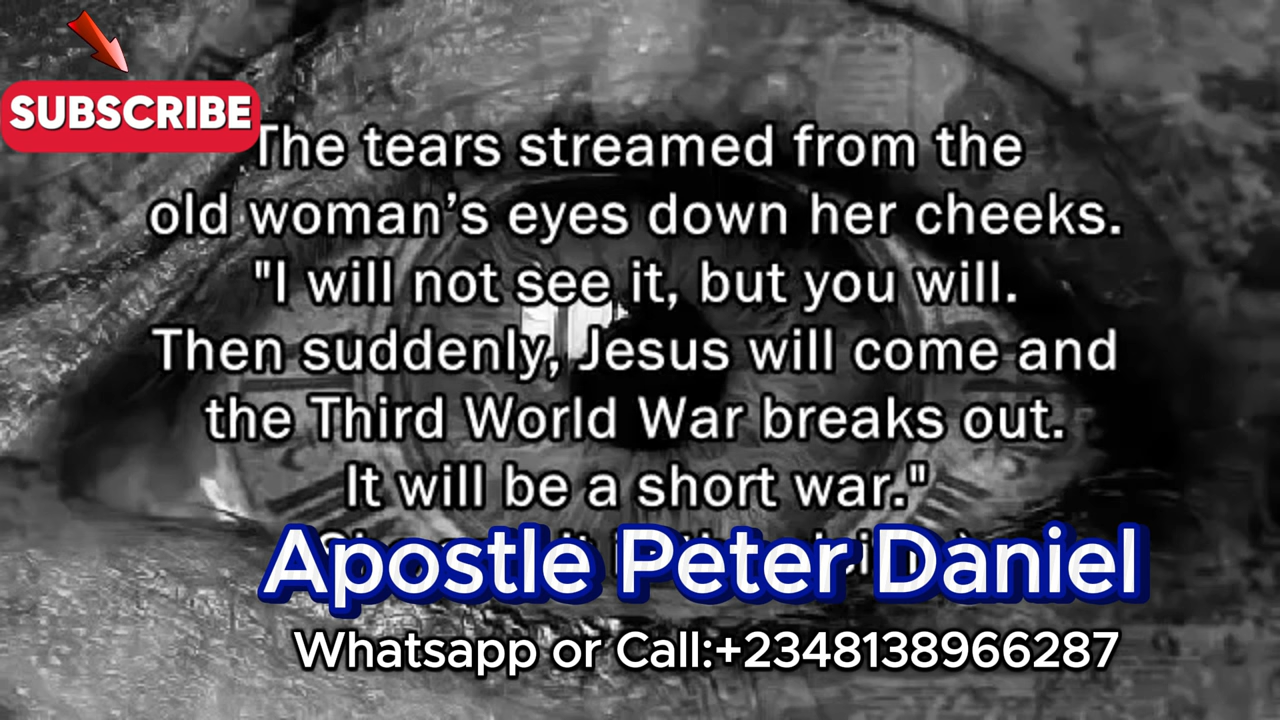 SUBSCRIBE
The tears streamed from the
old woman’s eyes down her cheeks.
"I will not see it, but you will.
Then suddenly, Jesus will come and
the Third World War breaks out.
It will be a short war."
Apostle Peter Daniel
Whatsapp or Call:+2348138966287